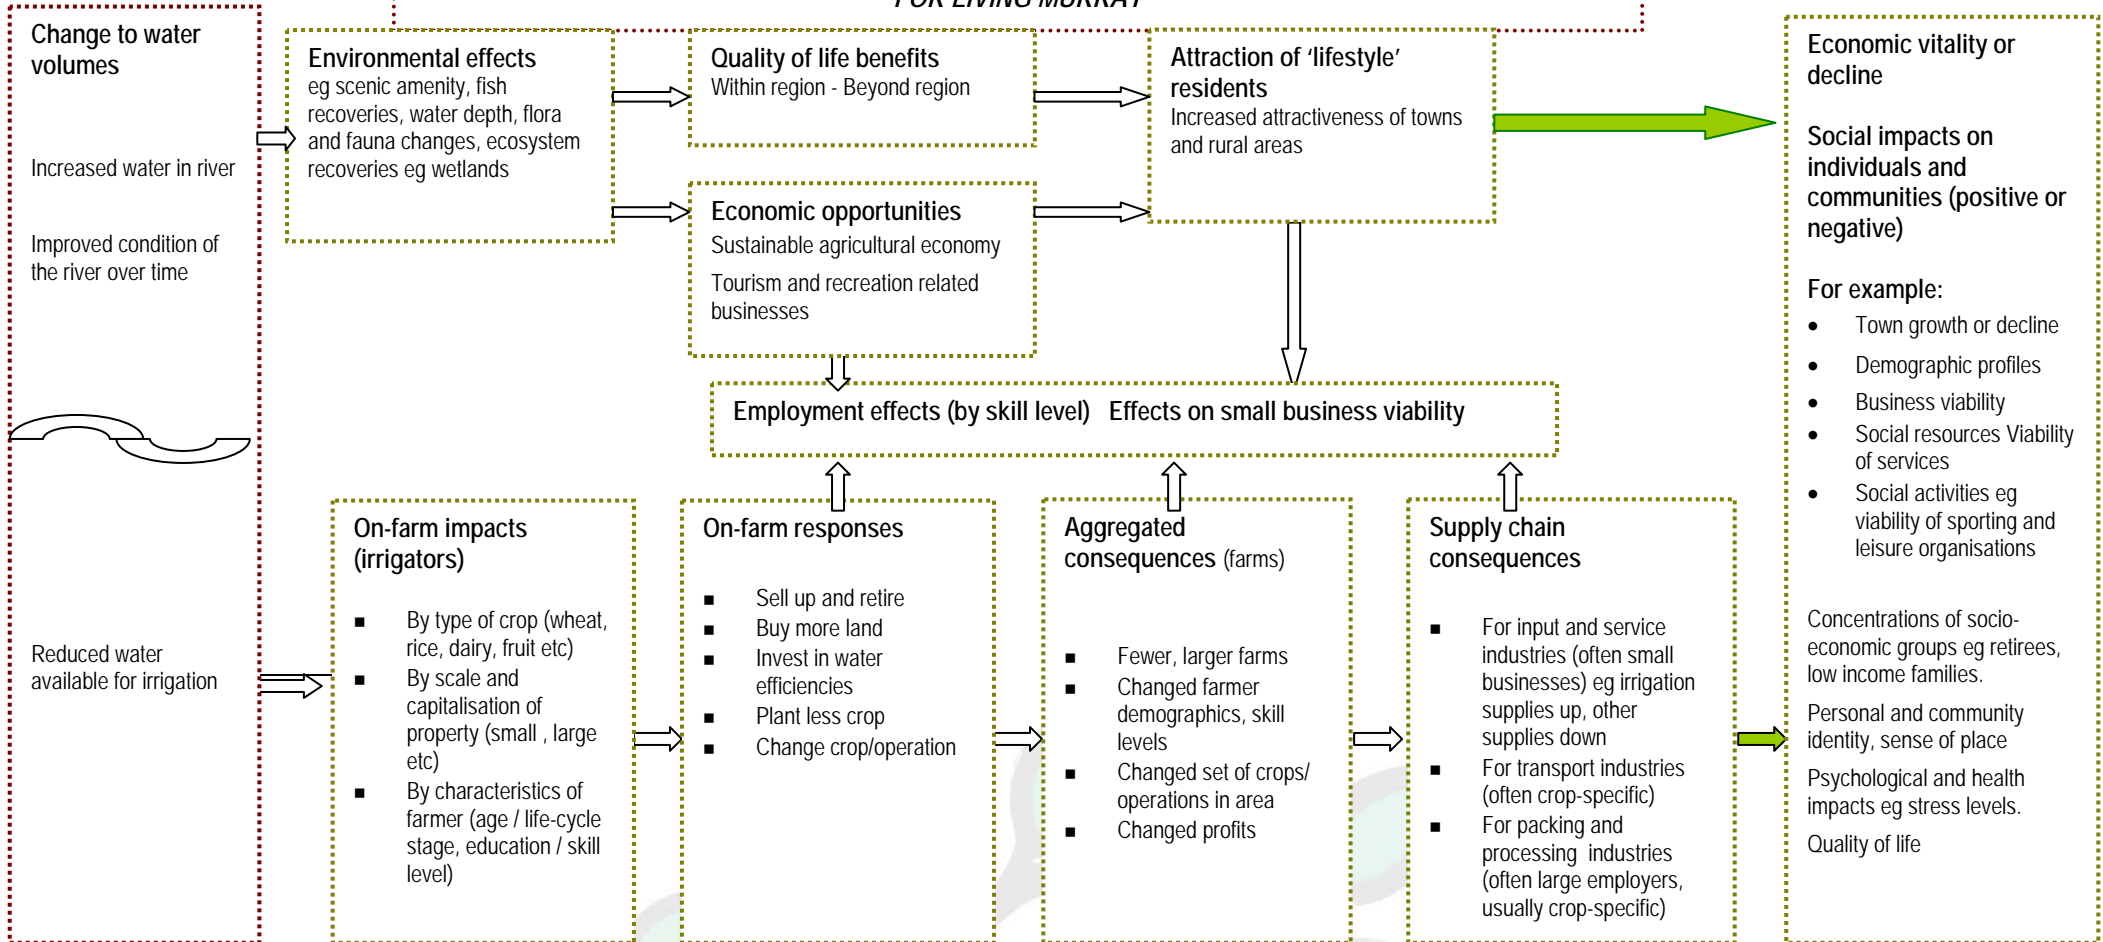 FOR LIVING MURRAY
Change to water
volumes
Increased water in river
Improved condition of
the river over time
Reduced water
available for irrigation
Environmental effects
eg scenic amenity, fish
recoveries, water depth, flora
and fauna changes, ecosystem
recoveries eg wetlands
Quality of life benefits
Within region - Beyond region
Economic opportunities
Sustainable agricultural economy
Tourism and recreation related
businesses
Attraction of ‘lifestyle’
residents
Increased attractiveness of towns
and rural areas
Employment effects (by skill level) Effects on small business viability
On-farm impacts
(irrigators)
■ By type of crop (wheat,
rice, dairy, fruit etc)
■ By scale and
capitalisation of
property (small , large
etc)
■ By characteristics of
farmer (age / life-cycle
stage, education / skill
level)
On-farm responses
■ Sell up and retire
■ Buy more land
■ Invest in water
efficiencies
■ Plant less crop
■ Change crop/operation
Aggregated
consequences (farms)
■ Fewer, larger farms
■ Changed farmer
demographics, skill
levels
■ Changed set of crops/
operations in area
■ Changed profits
Supply chain
consequences
■ For input and service
industries (often small
businesses) eg irrigation
supplies up, other
supplies down
■ For transport industries
(often crop-specific)
■ For packing and
processing industries
(often large employers,
usually crop-specific)
Economic vitality or
decline
Social impacts on
individuals and
communities (positive or
negative)
For example:
• Town growth or decline
• Demographic profiles
• Business viability
• Social resources Viability
of services
• Social activities eg
viability of sporting and
leisure organisations
Concentrations of socio-
economic groups eg retirees,
low income families.
Personal and community
identity, sense of place
Psychological and health
impacts eg stress levels.
Quality of life